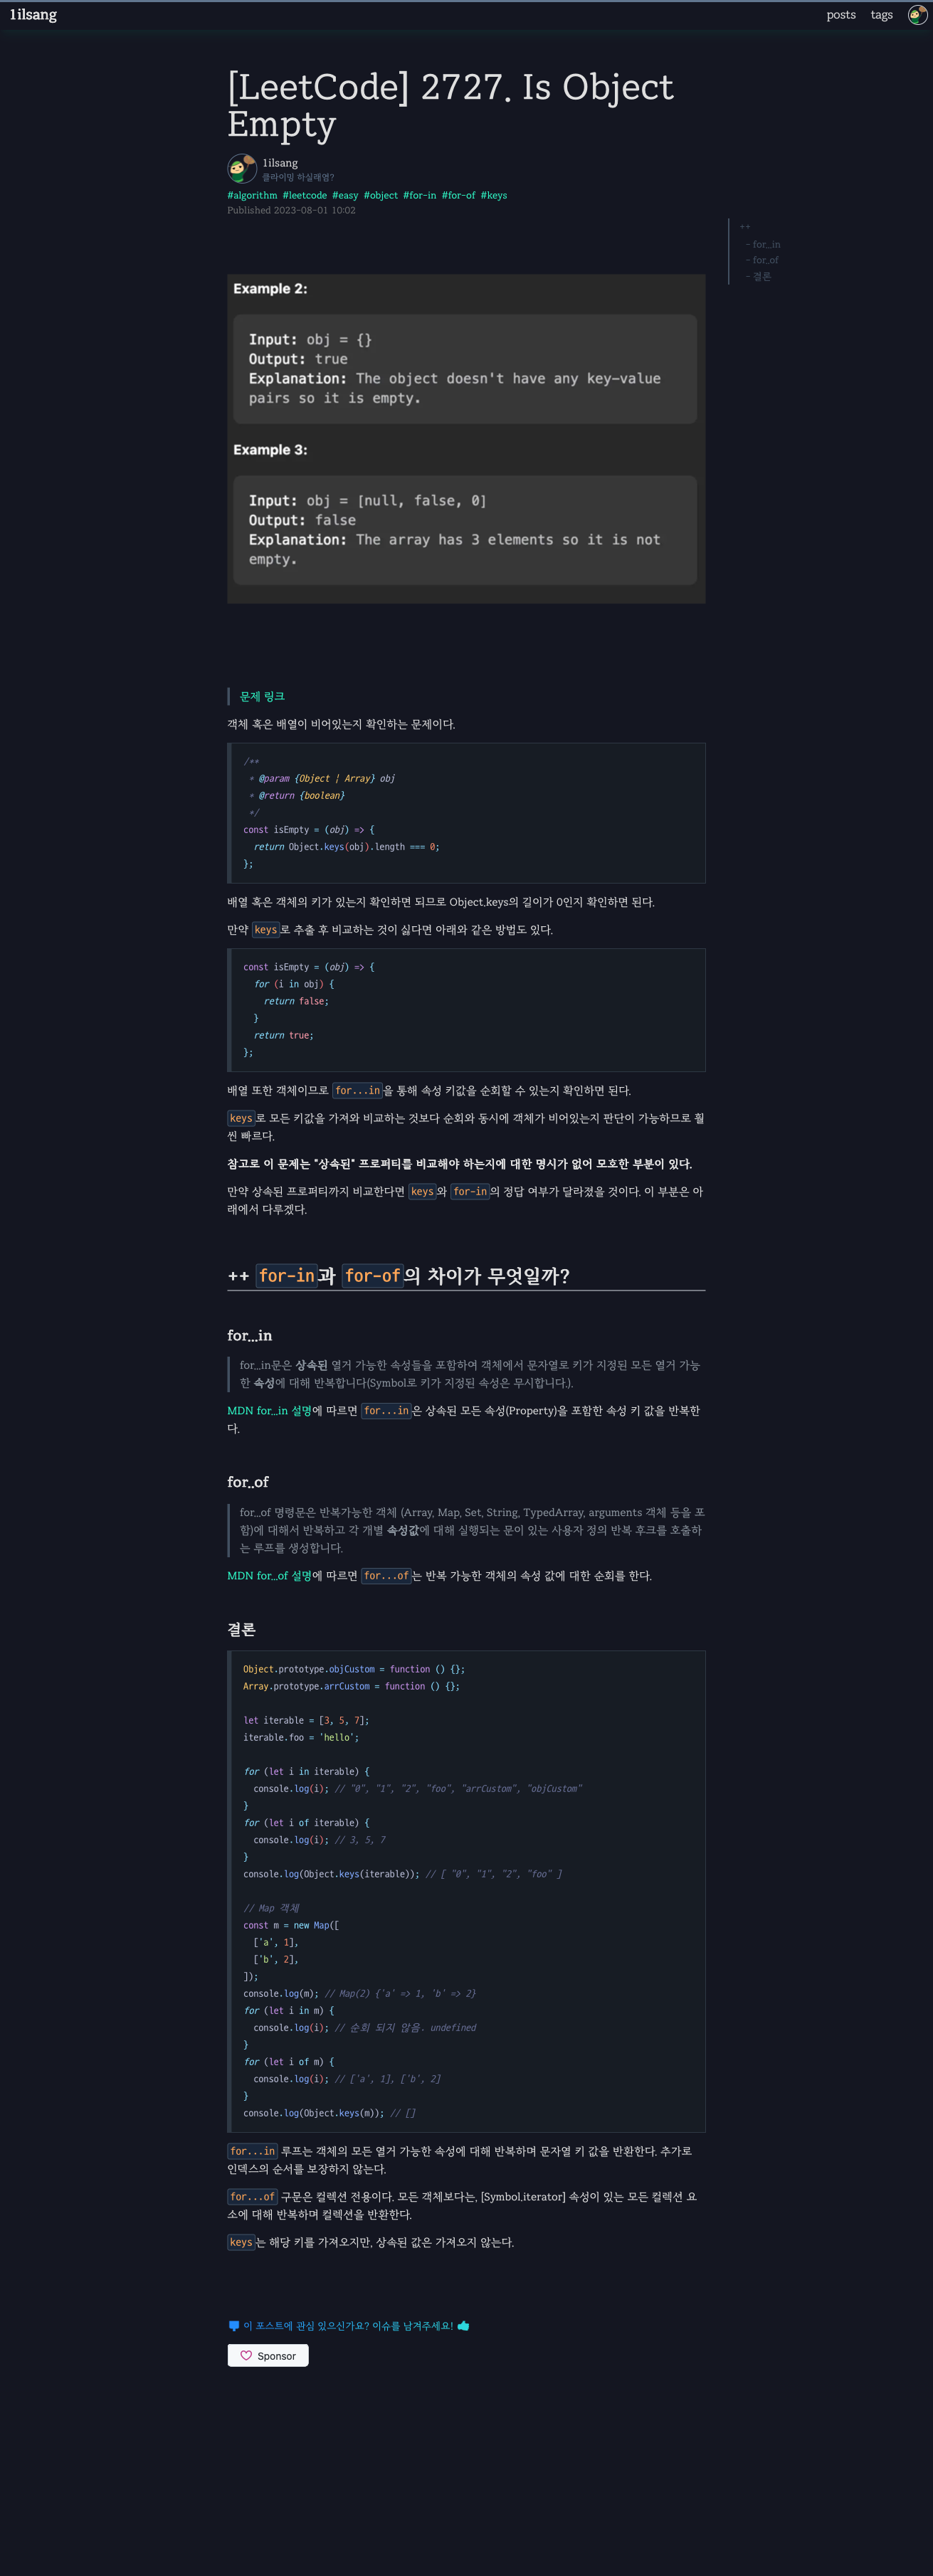 1ilsang
posts tags
[LeetCode] 2727. Is Object
Empty
1ilsang
클라이밍 하실래염?
#algorithm #leetcode #easy #object #for-in #for-of #keys
Published 2023-08-01 10:02
++
- for...in
- for..of
- 결론
Example 2:
Input: obj = {}
Output: true
Explanation: The object doesn't have any key-value
pairs so it is empty.
Example 3:
Input: obj = [null, false, 0]
Output: false
Explanation: The array has 3 elements so it is not
empty.
문제 링크
객체 혹은 배열이 비어있는지 확인하는 문제이다.
/**
 * @param {Object | Array} obj
 * @return {boolean}
 */
const isEmpty = (obj) => {
  return Object.keys(obj).length === 0;
};
배열 혹은 객체의 키가 있는지 확인하면 되므로 Object.keys의 길이가 0인지 확인하면 된다.
만약 keys로 추출 후 비교하는 것이 싫다면 아래와 같은 방법도 있다.
const isEmpty = (obj) => {
  for (i in obj) {
    return false;
  }
  return true;
};
배열 또한 객체이므로 for...in을 통해 속성 키값을 순회할 수 있는지 확인하면 된다.
keys로 모든 키값을 가져와 비교하는 것보다 순회와 동시에 객체가 비어있는지 판단이 가능하므로 훨
씬 빠르다.
참고로 이 문제는 "상속된" 프로퍼티를 비교해야 하는지에 대한 명시가 없어 모호한 부분이 있다.
만약 상속된 프로퍼티까지 비교한다면 keys와 for-in의 정답 여부가 달라졌을 것이다. 이 부분은 아
래에서 다루겠다.
++ for-in과 for-of의 차이가 무엇일까?
for...in
for...in문은 상속된 열거 가능한 속성들을 포함하여 객체에서 문자열로 키가 지정된 모든 열거 가능
한 속성에 대해 반복합니다(Symbol로 키가 지정된 속성은 무시합니다.).
MDN for...in 설명에 따르면 for...in은 상속된 모든 속성(Property)을 포함한 속성 키 값을 반복한
다.
for..of
for...of 명령문은 반복가능한 객체 (Array, Map, Set, String, TypedArray, arguments 객체 등을 포
함)에 대해서 반복하고 각 개별 속성값에 대해 실행되는 문이 있는 사용자 정의 반복 후크를 호출하
는 루프를 생성합니다.
MDN for...of 설명에 따르면 for...of는 반복 가능한 객체의 속성 값에 대한 순회를 한다.
결론
Object.prototype.objCustom = function () {};
Array.prototype.arrCustom = function () {};
let iterable = [3, 5, 7];
iterable.foo = 'hello';
for (let i in iterable) {
  console.log(i); // "0", "1", "2", "foo", "arrCustom", "objCustom"
}
for (let i of iterable) {
  console.log(i); // 3, 5, 7
}
console.log(Object.keys(iterable)); // [ "0", "1", "2", "foo" ]
// Map 객체
const m = new Map([
  ['a', 1],
  ['b', 2],
]);
console.log(m); // Map(2) {'a' => 1, 'b' => 2}
for (let i in m) {
  console.log(i); // 순회 되지 않음. undefined
}
for (let i of m) {
  console.log(i); // ['a', 1], ['b', 2]
}
console.log(Object.keys(m)); // []
for...in 루프는 객체의 모든 열거 가능한 속성에 대해 반복하며 문자열 키 값을 반환한다. 추가로
인덱스의 순서를 보장하지 않는다.
for...of 구문은 컬렉션 전용이다. 모든 객체보다는, [Symbol.iterator] 속성이 있는 모든 컬렉션 요
소에 대해 반복하며 컬렉션을 반환한다.
keys는 해당 키를 가져오지만, 상속된 값은 가져오지 않는다.
이 포스트에 관심 있으신가요? 이슈를 남겨주세요!
Sponsor